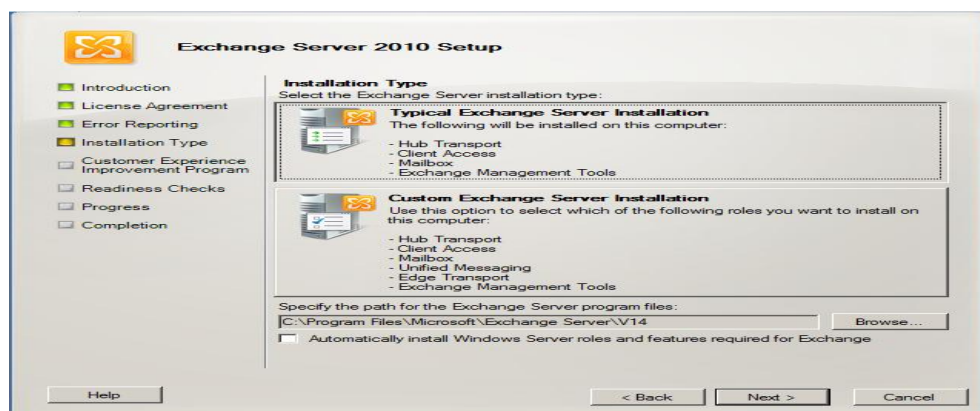 Exchange Server 2010 Setup
Introduction
License Agreement
Error Reporting
Installation Type
Customer Experience
Improvement Program
Readiness Checks
Progress
Completion
Installation Type
Select the Exchange Server installation type:
Typical Exchange Server Installation
The following will be installed on this computer:
- Hub Transport
- Client Access
- Mailbox
- Exchange Management Tools
Custom Exchange Server Installation
Use this option to select which of the following roles you want to install on
this computer:
- Hub Transport
- Client Access
- Mailbox
- Unified Messaging
- Edge Transport
- Exchange Management Tools
Specify the path for the Exchange Server program files:
C:\Program Files\Microsoft\Exchange Server\V14
Browse...
Automatically install Windows Server roles and features required for Exchange
Help
< Back
Next >
Cancel